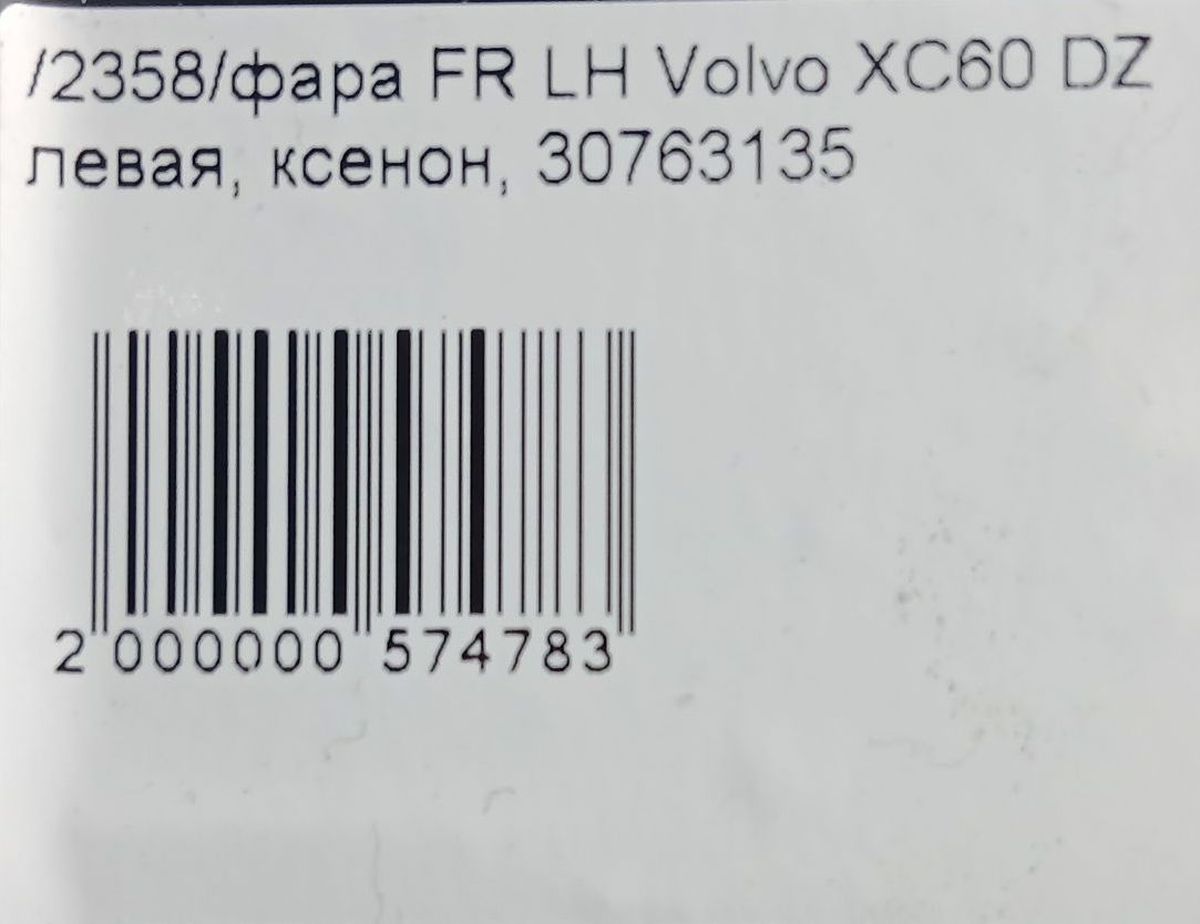 /2358/фара FR LH Volvo XC60 DZ
левая, ксенон, 30763135
2 000000 574783